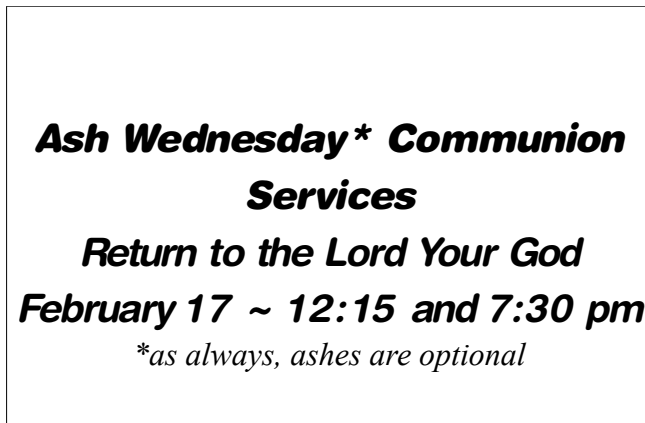 Ash Wednesday* Communion
Services
Return to the Lord Your God
February 17 ~ 12:15 and 7:30 pm
*as always, ashes are optional